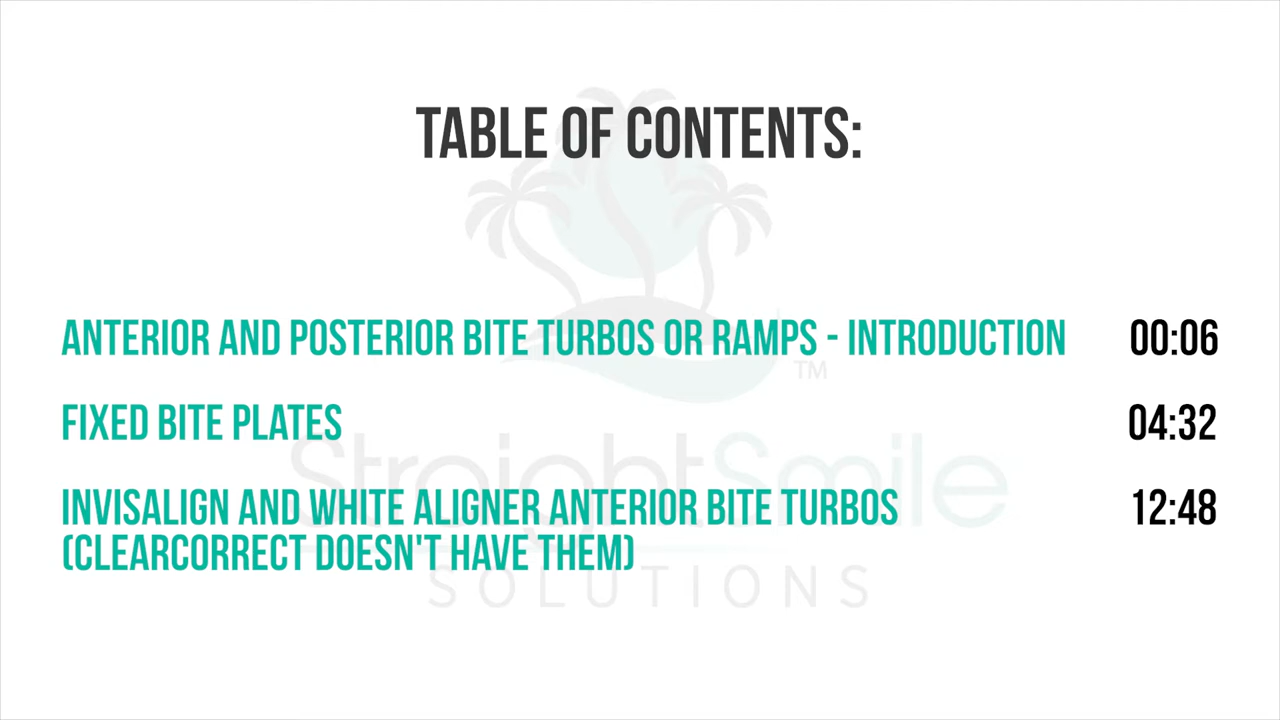 TABLE OF CONTENTS:
ANTERIOR AND POSTERIOR BITE TURBOS OR RAMPS - INTRODUCTION 00:06
TM
FIXED BITE PLATES 04:32
StraightSmile
INVISALIGN AND WHITE ALIGNER ANTERIOR BITE TURBOS 12:48
(CLEARCORRECT DOESN'T HAVE THEM)
SOLUTIONS